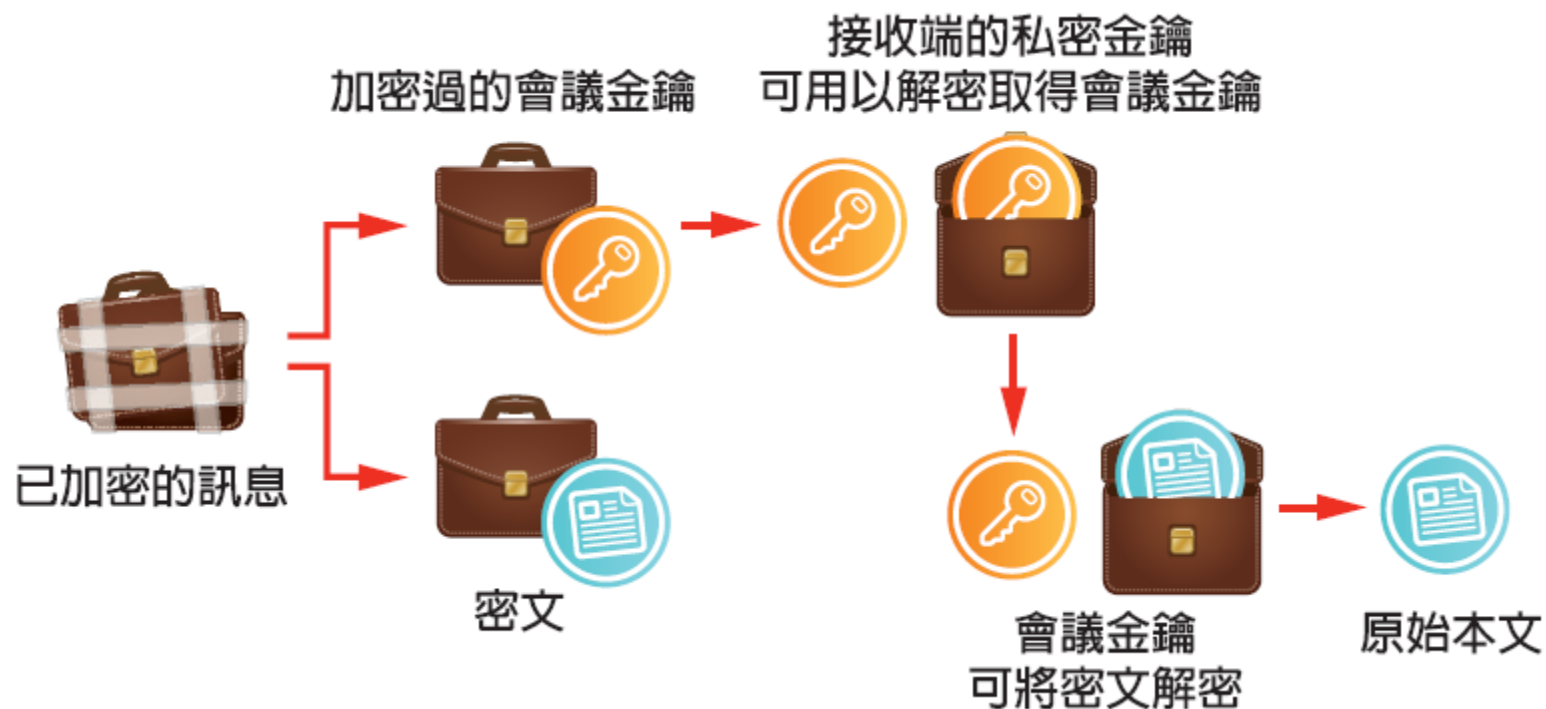 接收端的私密金鑰
可用以解密取得會議金鑰
加密過的會議金鑰
已加密的訊息
密文
會議金鑰
可將密文解密
原始本文